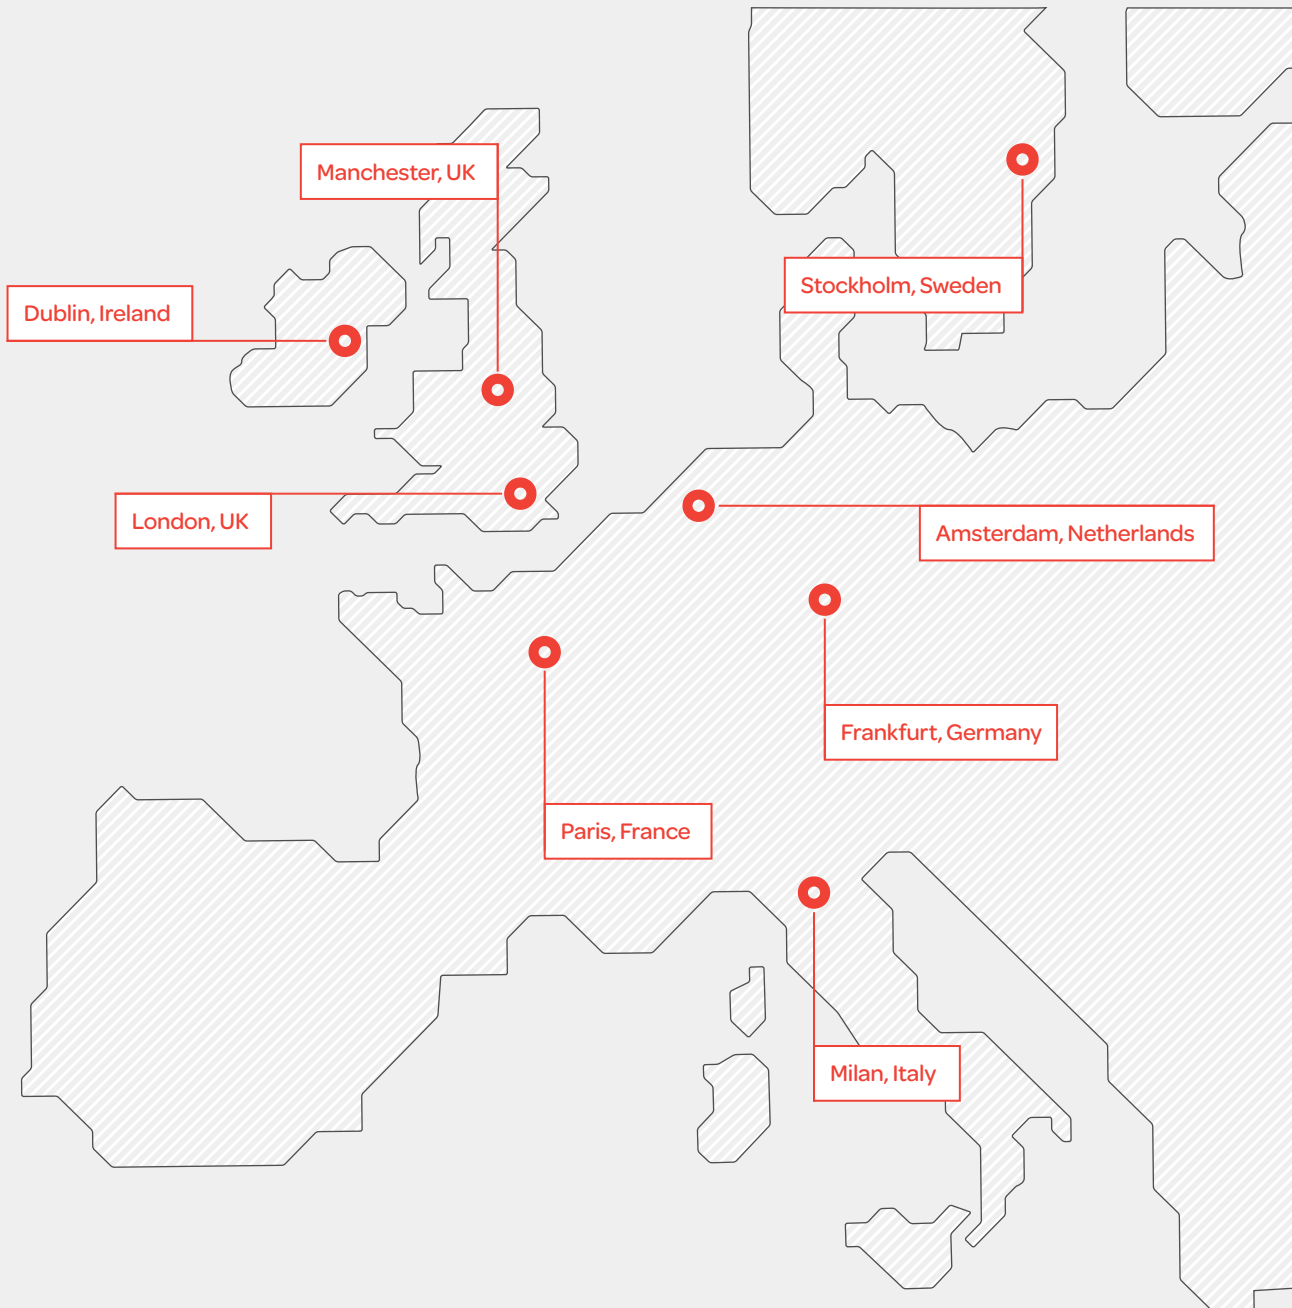 Manchester, UK
Stockholm, Sweden
Dublin, Ireland
London, UK
Amsterdam, Netherlands
Frankfurt, Germany
Paris, France
Milan, Italy